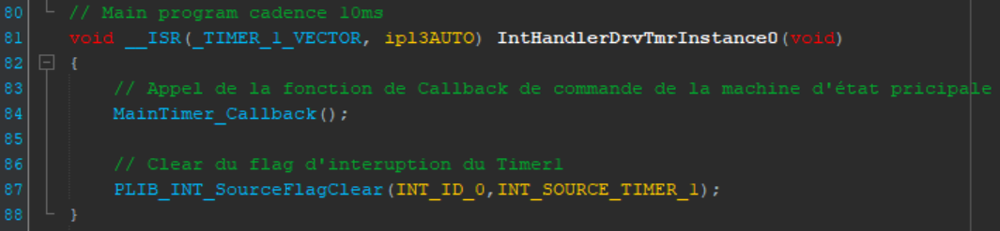 80 // Main program cadence 10ms
81 void __ISR(_TIMER_1_VECTOR, ipl3AUTO) IntHandlerDrvTmrInstance0(void)
82 {
83 // Appel de la fonction de Callback de commande de la machine d'état pricipale
84 MainTimer_Callback();
85
86 // Clear du flag d'interuption du Timer1
87 PLIB_INT_SourceFlagClear(INT_ID_0,INT_SOURCE_TIMER_1);
88 }